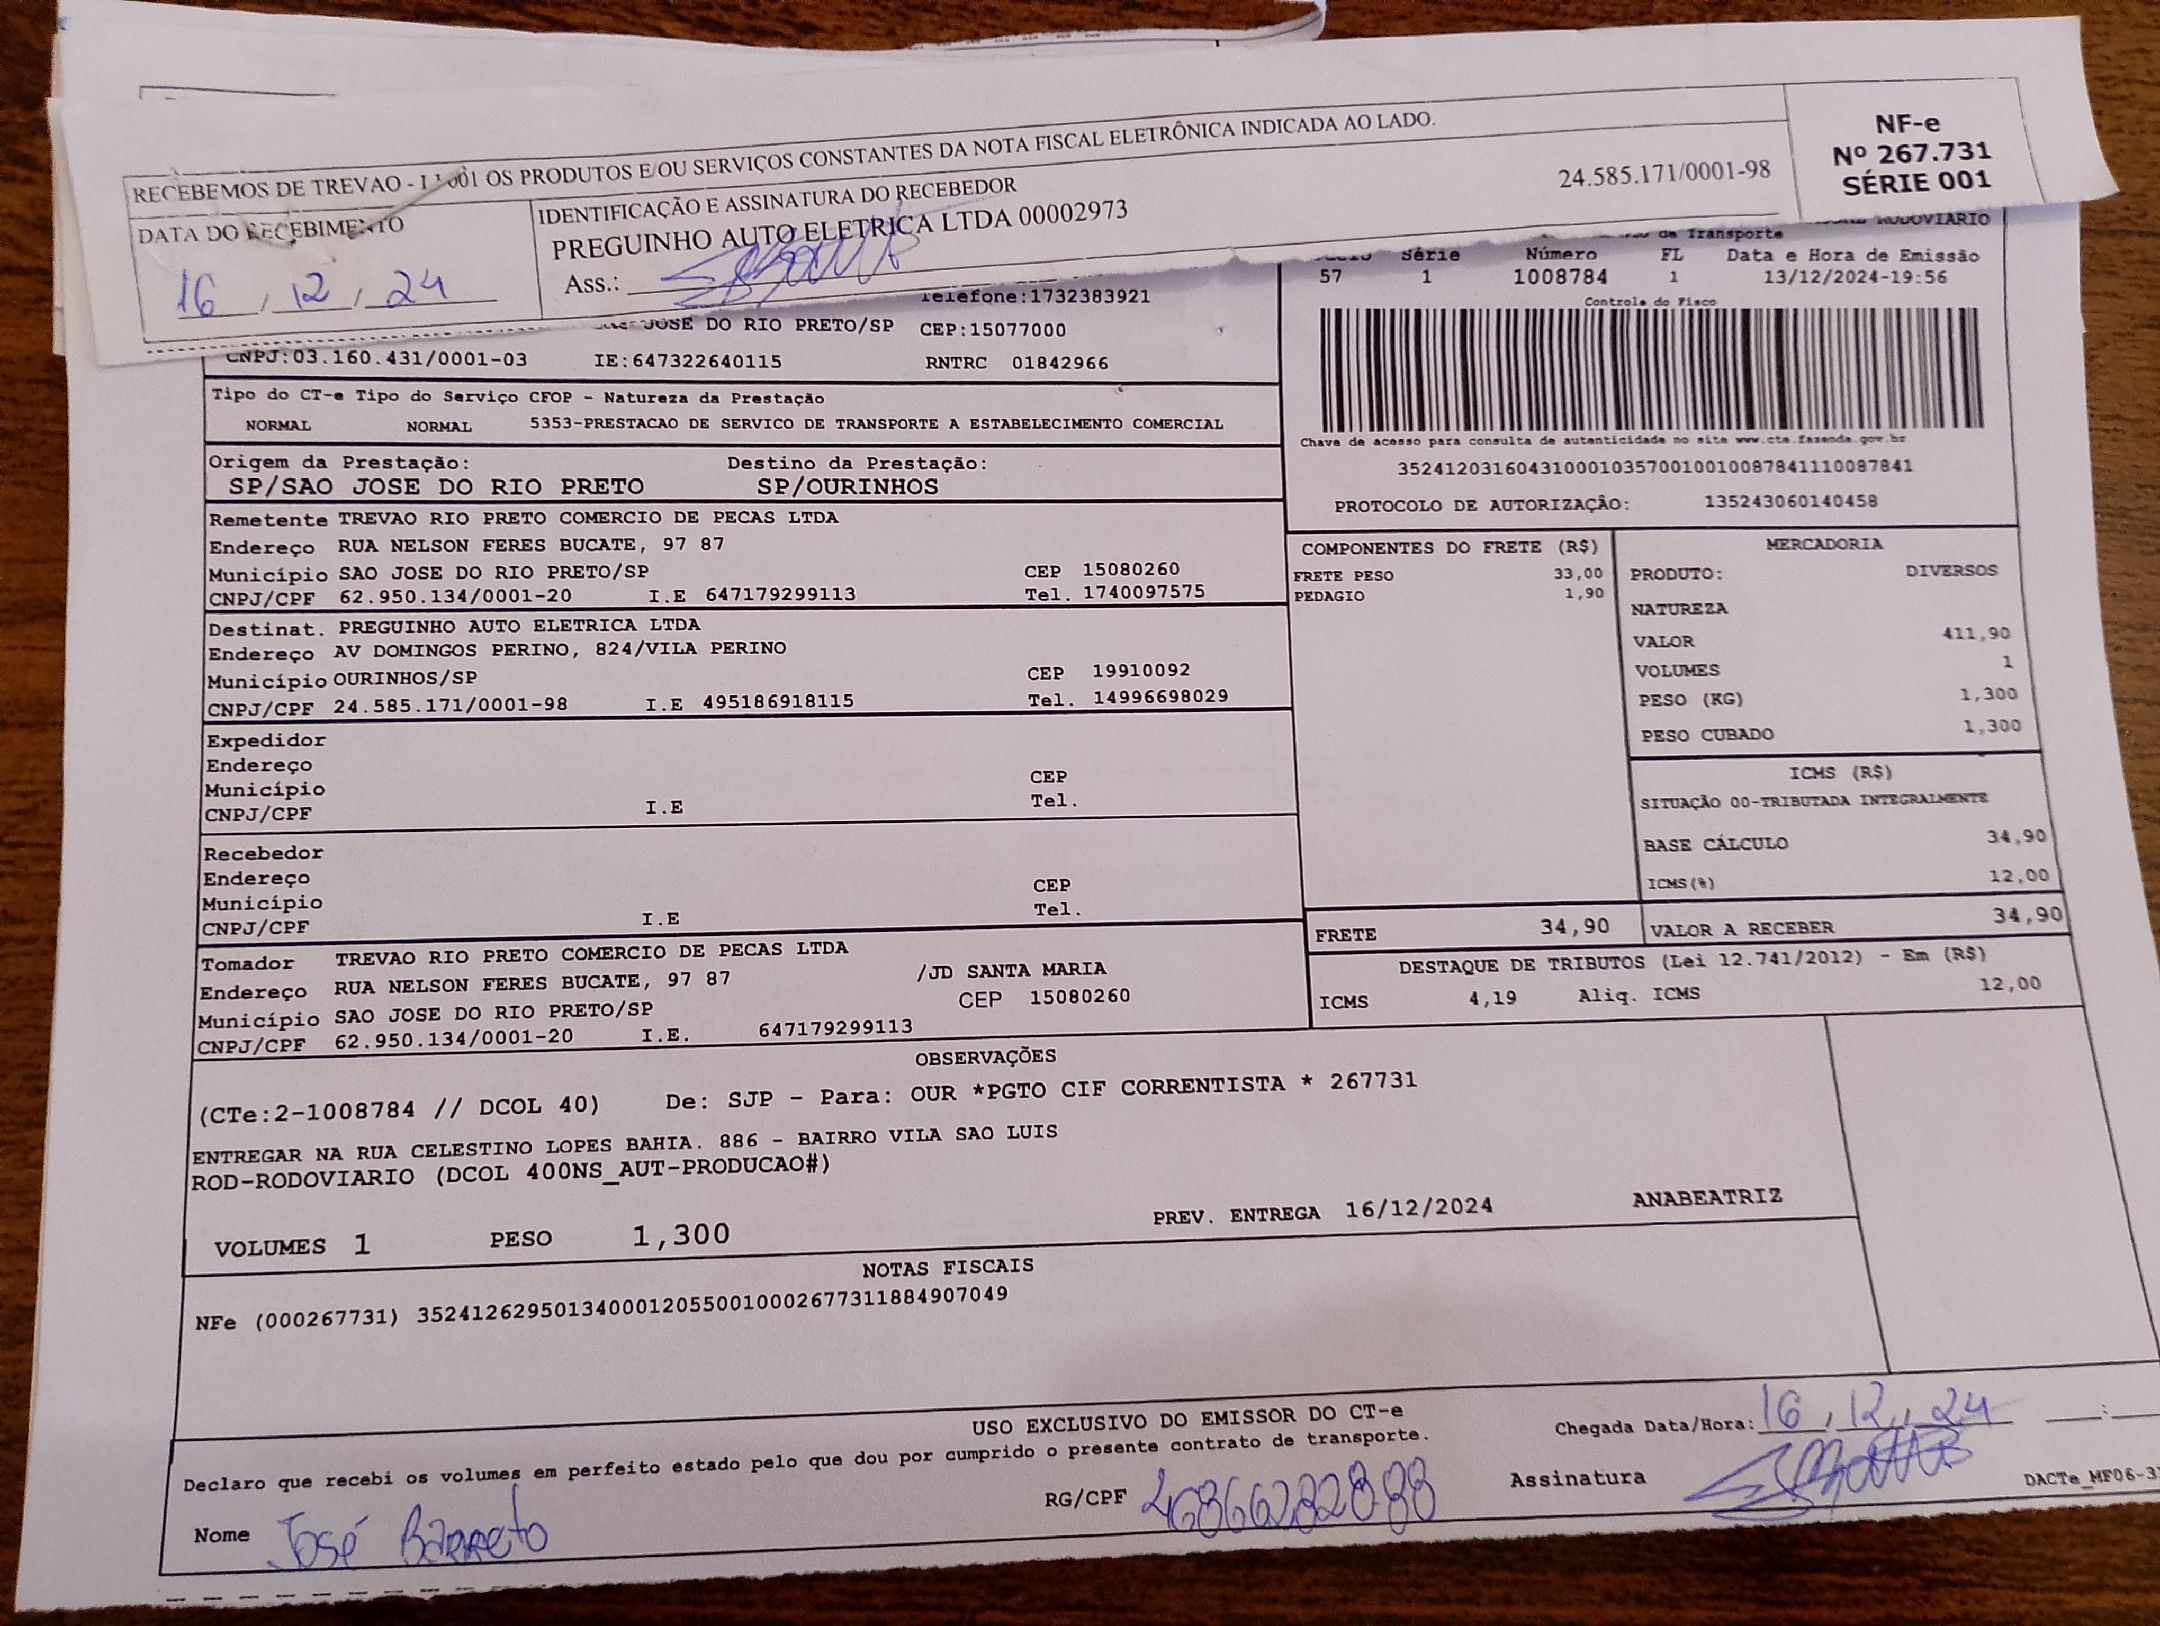 RECEBEMOS DE TREVAO - LJ 001 OS PRODUTOS E/OU SERVIÇOS CONSTANTES DA NOTA FISCAL ELETRÔNICA INDICADA AO LADO.
NF-e
Nº 267.731
SÉRIE 001
DATA DO RECEBIMENTO
16 , 12 , 24
IDENTIFICAÇÃO E ASSINATURA DO RECEBEDOR
24.585.171/0001-98
PREGUINHO AUTO ELETRICA LTDA 00002973
Ass.:
RODOVIARIO
de Transporte
Série Número FL Data e Hora de Emissão
57 1 1008784 1 13/12/2024-19:56
Controle do Fisco
Telefone:1732383921
JOSE DO RIO PRETO/SP CEP:15077000
CNPJ:03.160.431/0001-03 IE:647322640115 RNTRC 01842966
Tipo do CT-e Tipo do Serviço CFOP - Natureza da Prestação
NORMAL NORMAL 5353-PRESTACAO DE SERVICO DE TRANSPORTE A ESTABELECIMENTO COMERCIAL
Chave de acesso para consulta de autenticidade no site www.cte.fazenda.gov.br
35241203160431000103570010010087841110087841
PROTOCOLO DE AUTORIZAÇÃO: 135243060140458
Origem da Prestação: Destino da Prestação:
SP/SAO JOSE DO RIO PRETO SP/OURINHOS
Remetente TREVAO RIO PRETO COMERCIO DE PECAS LTDA
Endereço RUA NELSON FERES BUCATE, 97 87
Município SAO JOSE DO RIO PRETO/SP CEP 15080260
CNPJ/CPF 62.950.134/0001-20 I.E 647179299113 Tel. 1740097575
Destinat. PREGUINHO AUTO ELETRICA LTDA
Endereço AV DOMINGOS PERINO, 824/VILA PERINO
Município OURINHOS/SP CEP 19910092
CNPJ/CPF 24.585.171/0001-98 I.E 495186918115 Tel. 14996698029
Expedidor
Endereço
Município CEP
CNPJ/CPF I.E Tel.
Recebedor
Endereço
Município CEP
CNPJ/CPF I.E Tel.
Tomador TREVAO RIO PRETO COMERCIO DE PECAS LTDA
Endereço RUA NELSON FERES BUCATE, 97 87 /JD SANTA MARIA
Município SAO JOSE DO RIO PRETO/SP CEP 15080260
CNPJ/CPF 62.950.134/0001-20 I.E. 647179299113
COMPONENTES DO FRETE (R$)
FRETE PESO 33,00
PEDAGIO 1,90
MERCADORIA
PRODUTO: DIVERSOS
NATUREZA
VALOR 411,90
VOLUMES 1
PESO (KG) 1,300
PESO CUBADO 1,300
ICMS (R$)
SITUAÇÃO 00-TRIBUTADA INTEGRALMENTE
BASE CÁLCULO 34,90
ICMS(%) 12,00
FRETE 34,90 VALOR A RECEBER 34,90
DESTAQUE DE TRIBUTOS (Lei 12.741/2012) - Em (R$)
ICMS 4,19 Aliq. ICMS 12,00
OBSERVAÇÕES
(CTe:2-1008784 // DCOL 40) De: SJP - Para: OUR *PGTO CIF CORRENTISTA * 267731
ENTREGAR NA RUA CELESTINO LOPES BAHIA. 886 - BAIRRO VILA SAO LUIS
ROD-RODOVIARIO (DCOL 400NS_AUT-PRODUCAO#)
VOLUMES 1 PESO 1,300 PREV. ENTREGA 16/12/2024 ANABEATRIZ
NOTAS FISCAIS
NFe (000267731) 35241262950134000120550010002677311884907049
USO EXCLUSIVO DO EMISSOR DO CT-e
Declaro que recebi os volumes em perfeito estado pelo que dou por cumprido o presente contrato de transporte.
Chegada Data/Hora: 16 , 12 , 24 :
Nome José Barreto RG/CPF 46866282888 Assinatura
DACTe_MF06-3